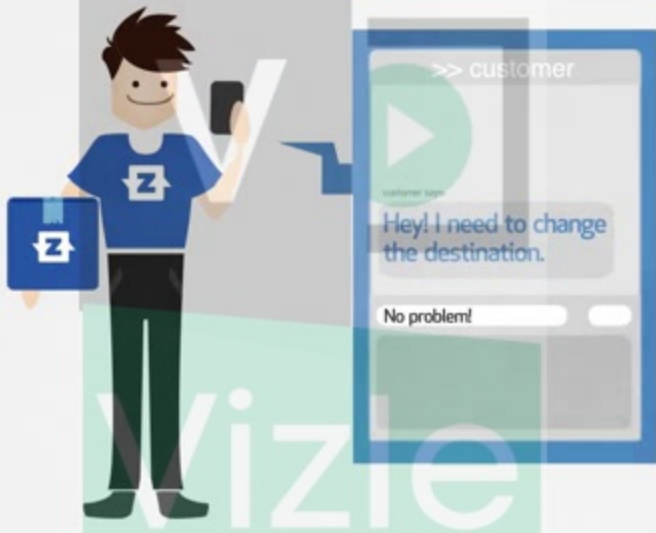 V
>> customer
customer says:
Hey! I need to change
the destination.
No problem!
Z
Z
Vizle